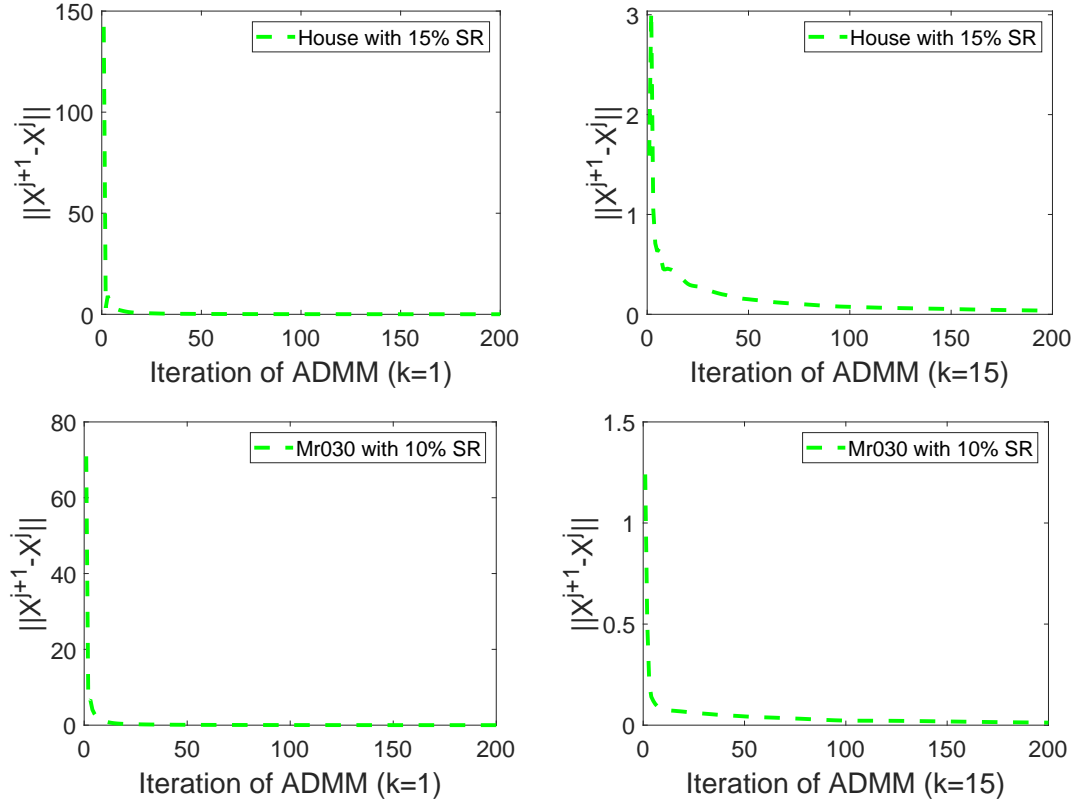 150
100
50
0
||X^{j+1}-X^j||
House with 15% SR
0 50 100 150 200
Iteration of ADMM (k=1)
3
2
1
0
||X^{j+1}-X^j||
House with 15% SR
0 50 100 150 200
Iteration of ADMM (k=15)
80
60
40
20
0
||X^{j+1}-X^j||
Mr030 with 10% SR
0 50 100 150 200
Iteration of ADMM (k=1)
1.5
1
0.5
0
||X^{j+1}-X^j||
Mr030 with 10% SR
0 50 100 150 200
Iteration of ADMM (k=15)